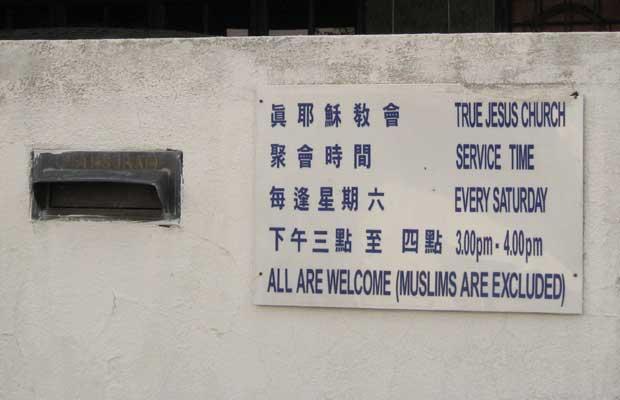 眞耶穌教會 TRUE JESUS CHURCH
聚會時間 SERVICE TIME
每逢星期六 EVERY SATURDAY
下午三點至四點 3.00pm - 4.00pm
ALL ARE WELCOME (MUSLIMS ARE EXCLUDED)